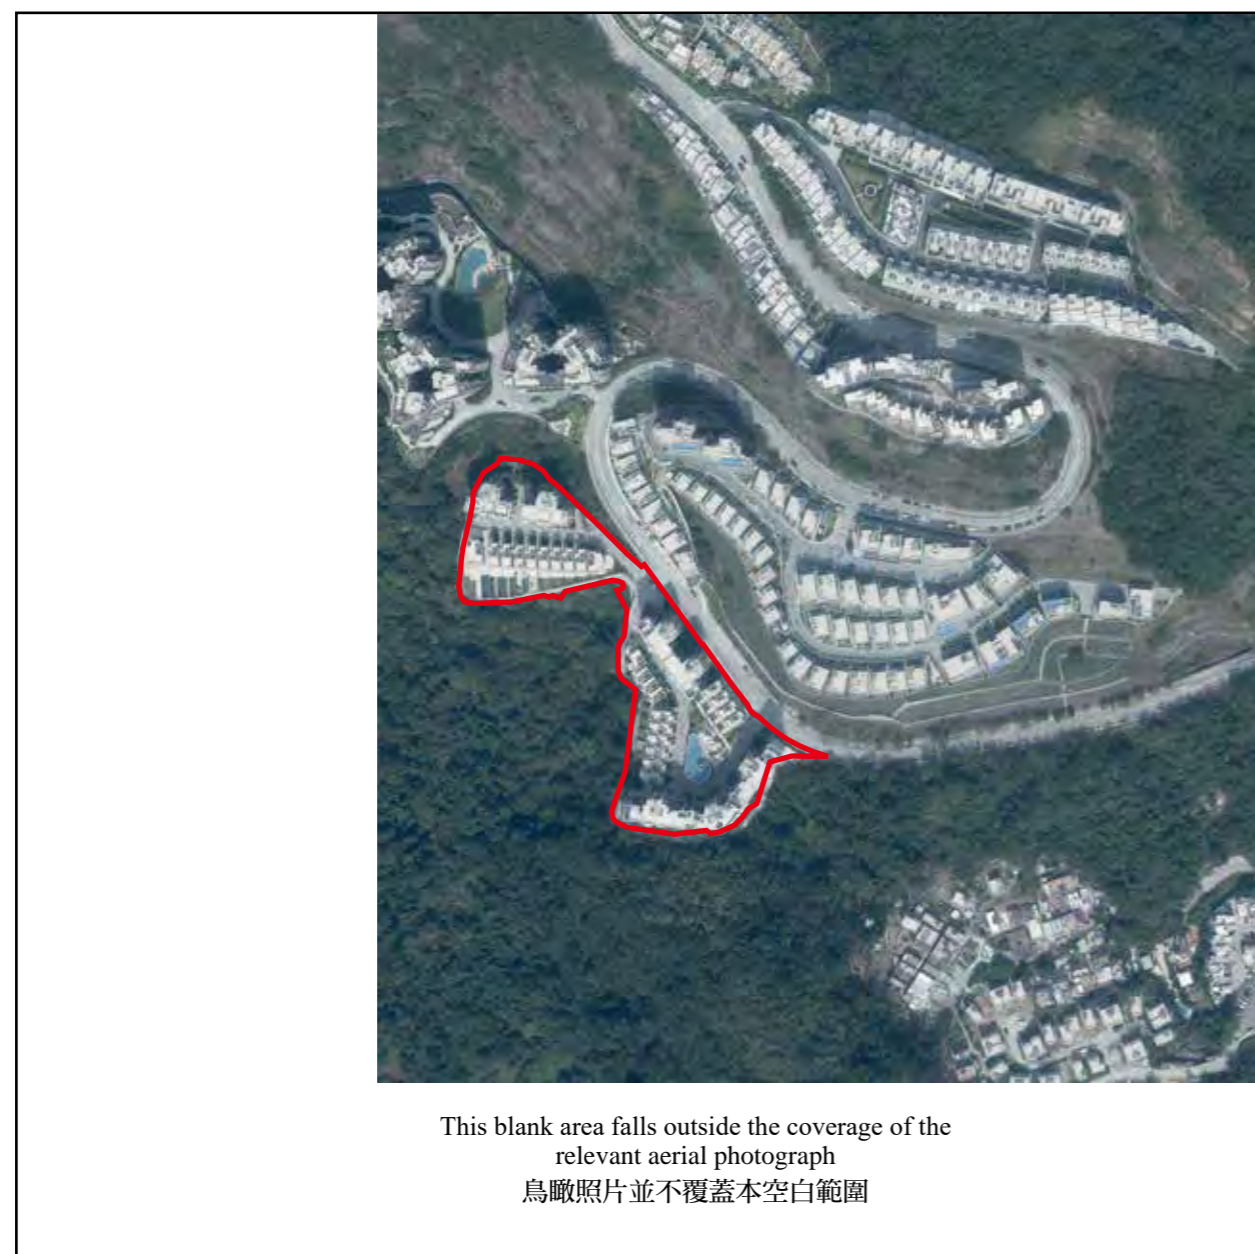 This blank area falls outside the coverage of the
relevant aerial photograph
鳥瞰照片並不覆蓋本空白範圍